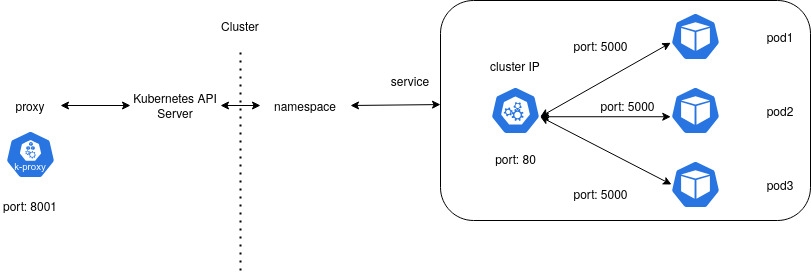 Cluster
proxy
k-proxy
port: 8001
Kubernetes API
Server
namespace
service
cluster IP
port: 80
port: 5000
port: 5000
port: 5000
pod1
pod2
pod3